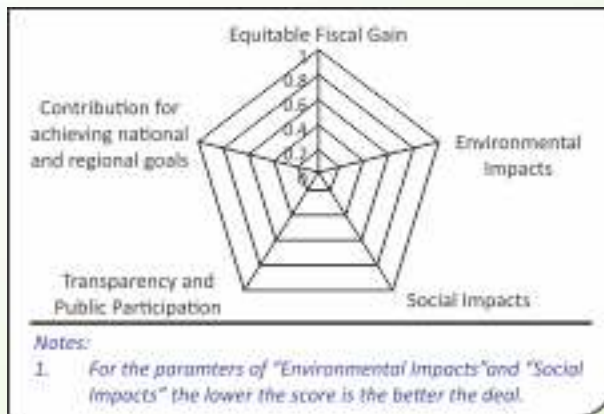 Equitable Fiscal Gain
1
0.8
0.6
0.4
0.2
0
Contribution for
achieving national
and regional goals
Environmental
Impacts
Transparency and
Public Participation
Social Impacts
Notes:
1. For the paramters of "Environmental Impacts"and "Social
Impacts" the lower the score is the better the deal.